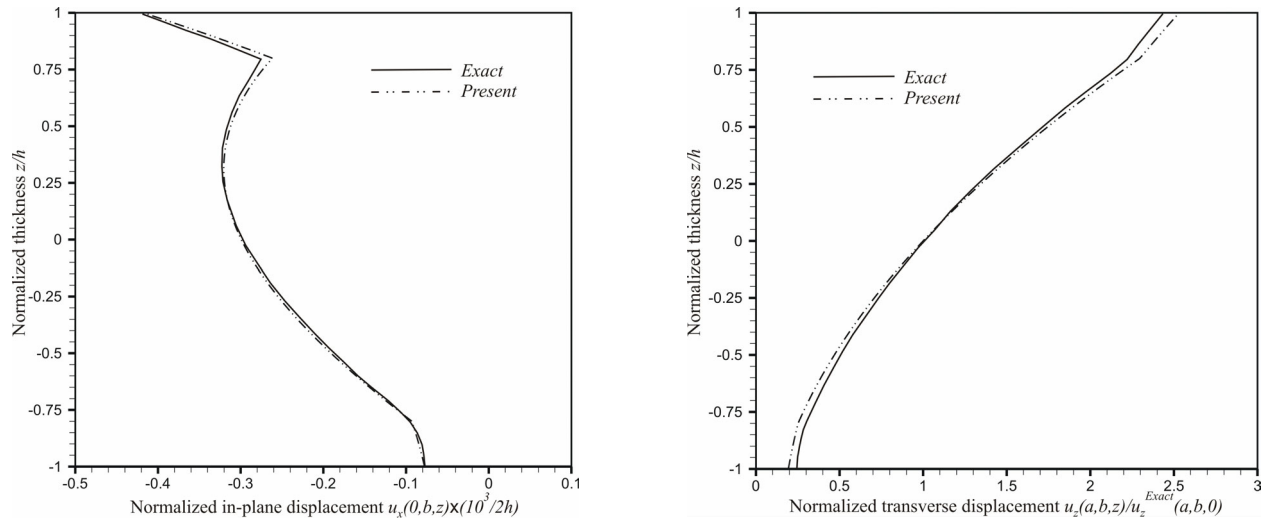 1
0.75
0.5
0.25
0
-0.25
-0.5
-0.75
-1
Normalized thickness z/h
Exact
Present
-0.5 -0.4 -0.3 -0.2 -0.1 0 0.1
Normalized in-plane displacement uₓ(0,b,z)x(10³/2h)
1
0.75
0.5
0.25
0
-0.25
-0.5
-0.75
-1
Normalized thickness z/h
Exact
Present
0 0.5 1 1.5 2 2.5 3
Normalized transverse displacement u_z(a,b,z)/u_z^Exact(a,b,0)